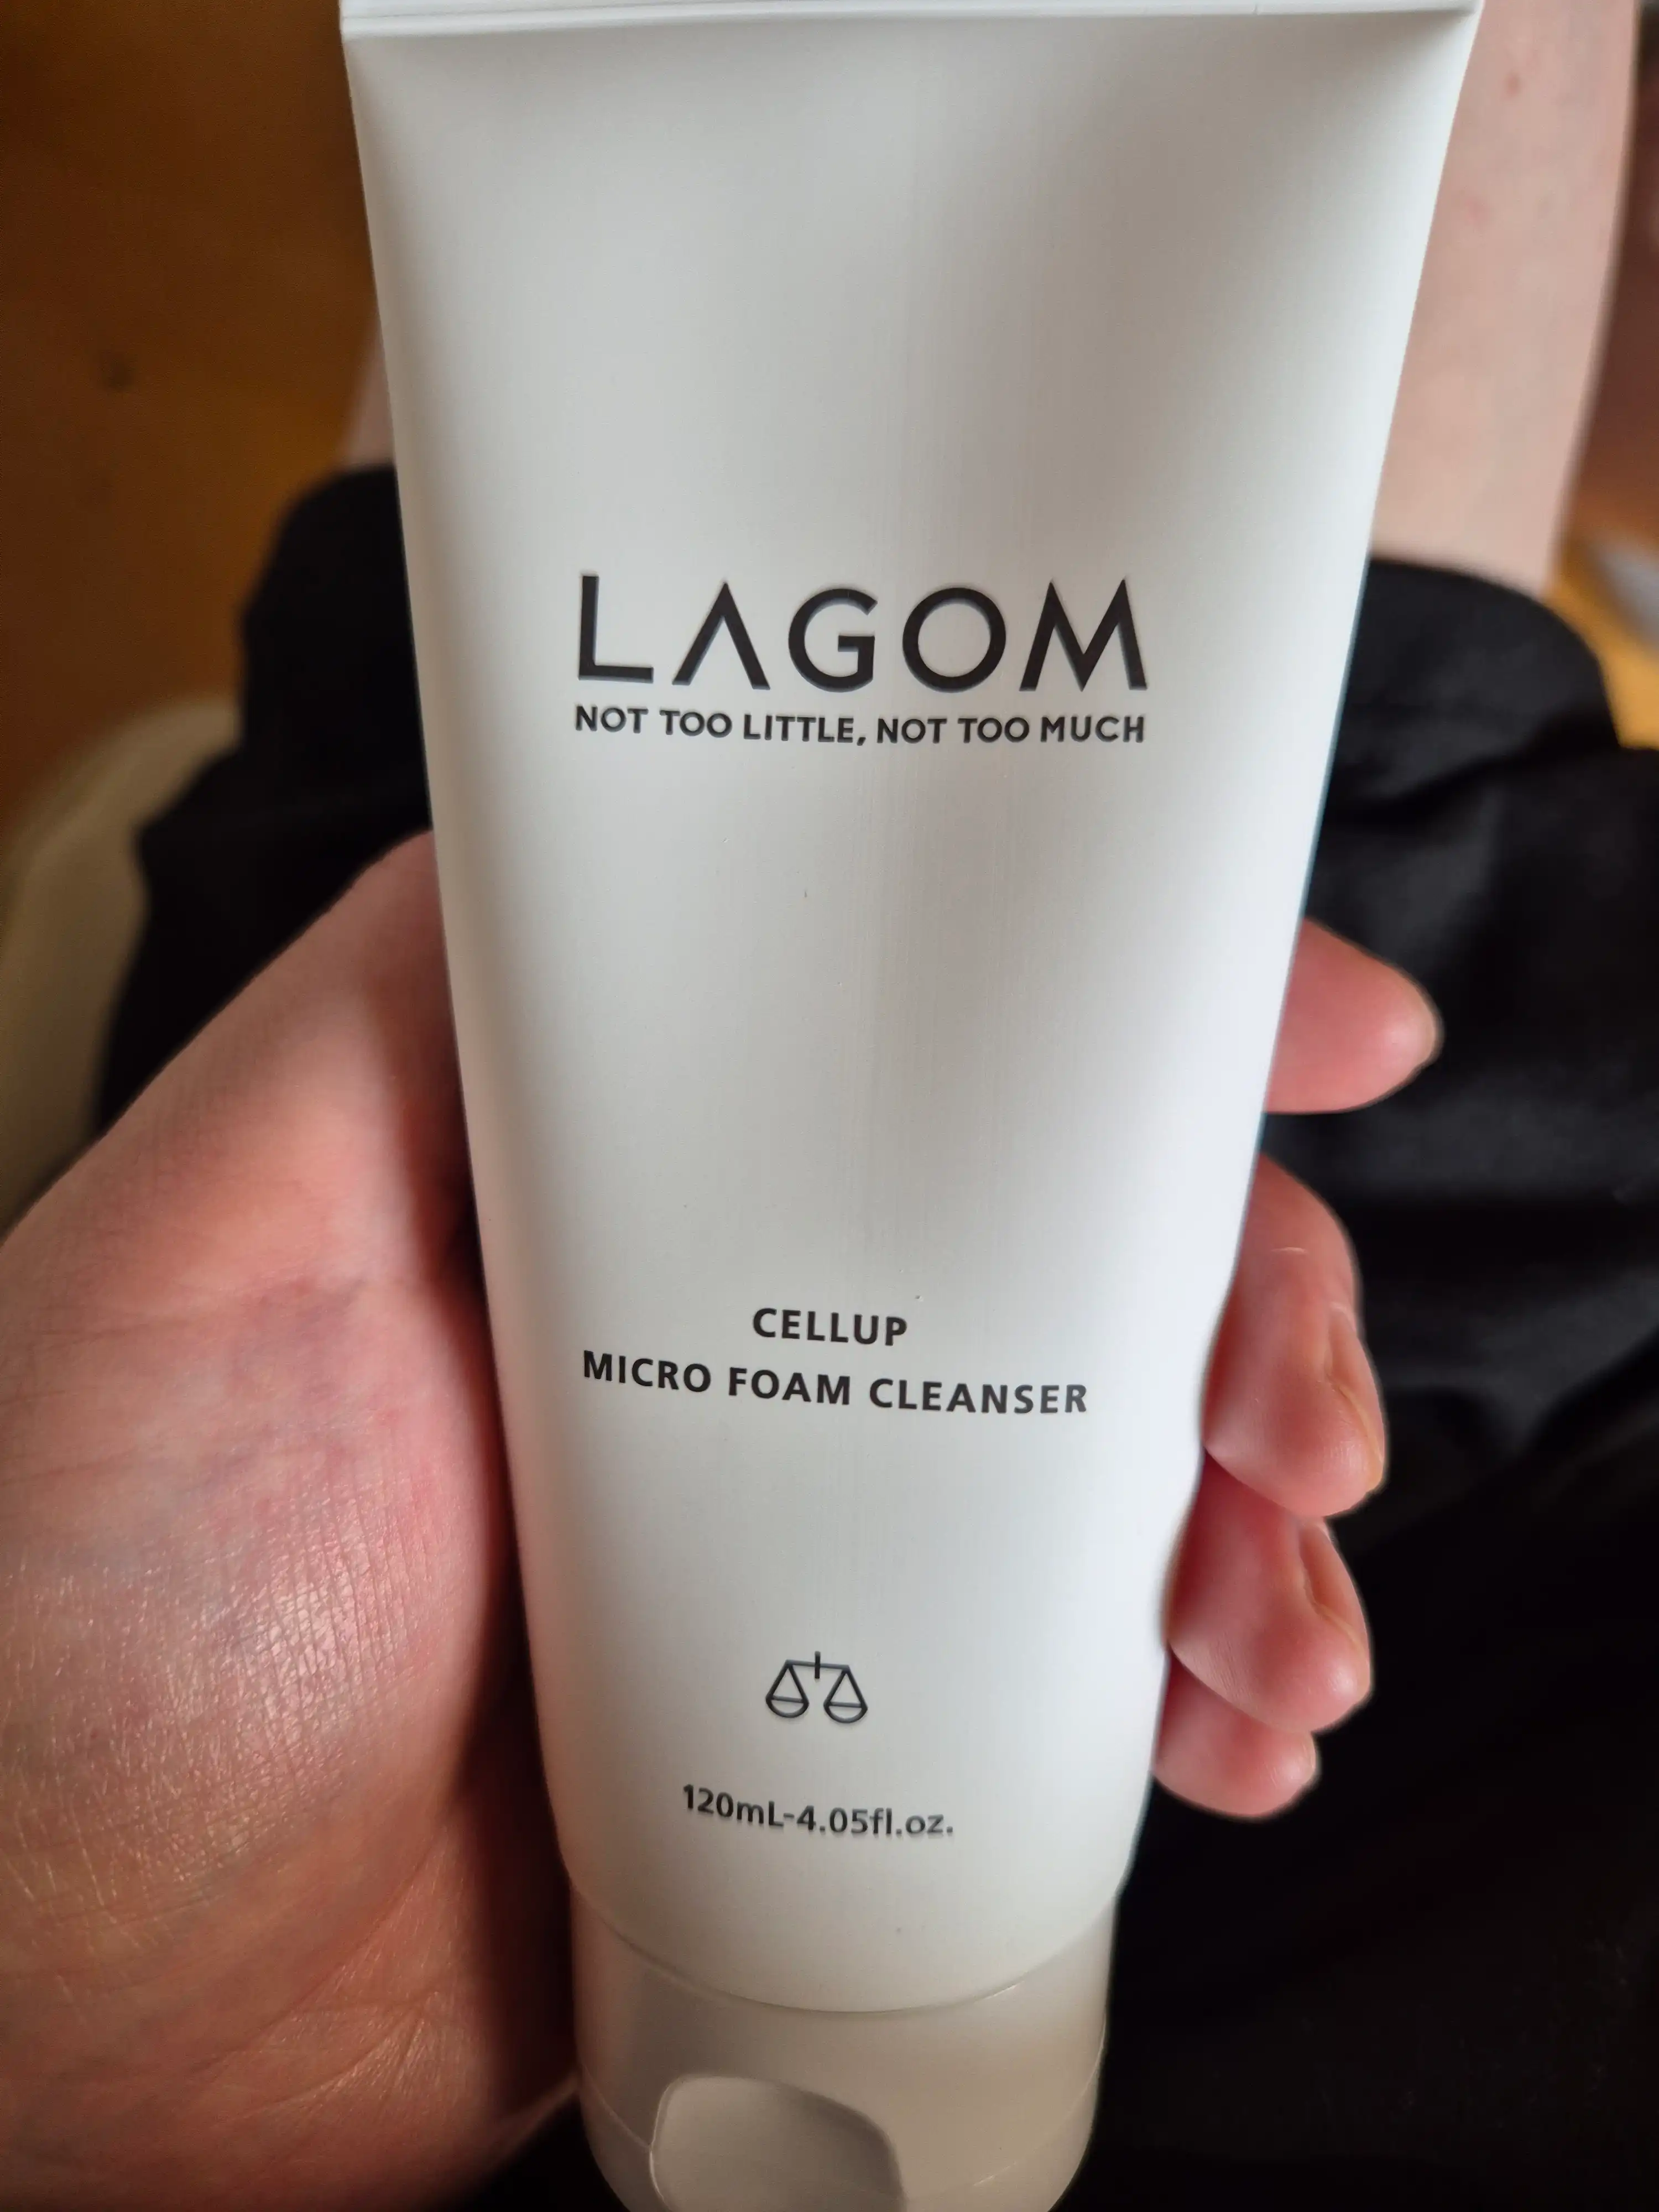 LAGOM
NOT TOO LITTLE, NOT TOO MUCH
CELLUP
MICRO FOAM CLEANSER
120mL-4.05fl.oz.